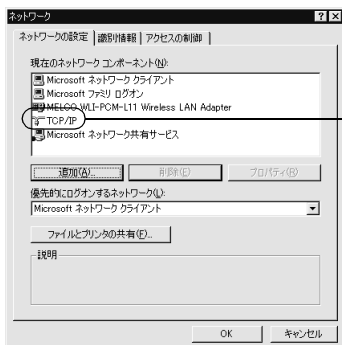 ネットワーク
ネットワークの設定 識別情報 アクセスの制御
現在のネットワーク コンポーネント(N):
Microsoft ネットワーク クライアント
Microsoft ファミリ ログオン
MELCO WLI-PCM-L11 Wireless LAN Adapter
TCP/IP
Microsoft ネットワーク共有サービス
追加(A)... 削除(E) プロパティ(R)
優先的にログオンするネットワーク(L):
Microsoft ネットワーク クライアント
ファイルとプリンタの共有(F)...
説明
OK キャンセル